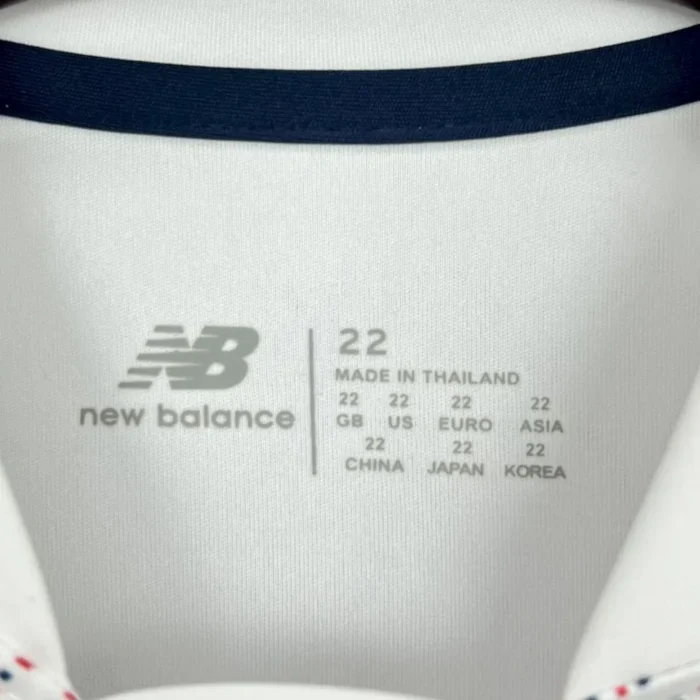 NB
new balance
22
MADE IN THAILAND
22 22 22 22
GB US EURO ASIA
22 22 22
CHINA JAPAN KOREA